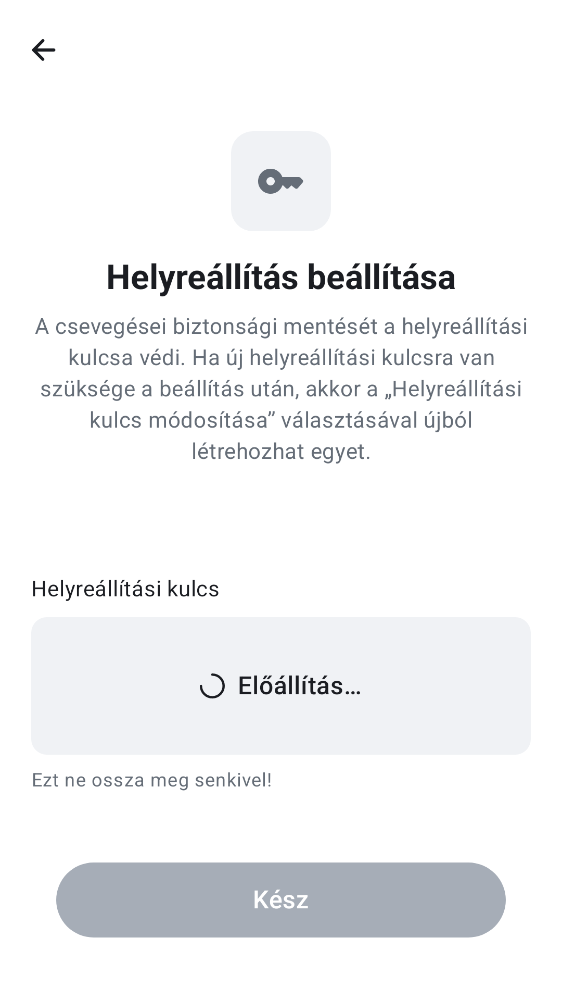 Helyreállítás beállítása
A csevegései biztonsági mentését a helyreállítási
kulcsa védi. Ha új helyreállítási kulcsra van
szüksége a beállítás után, akkor a „Helyreállítási
kulcs módosítása” választásával újból
létrehozhat egyet.
Helyreállítási kulcs
Előállítás…
Ezt ne ossza meg senkivel!
Kész